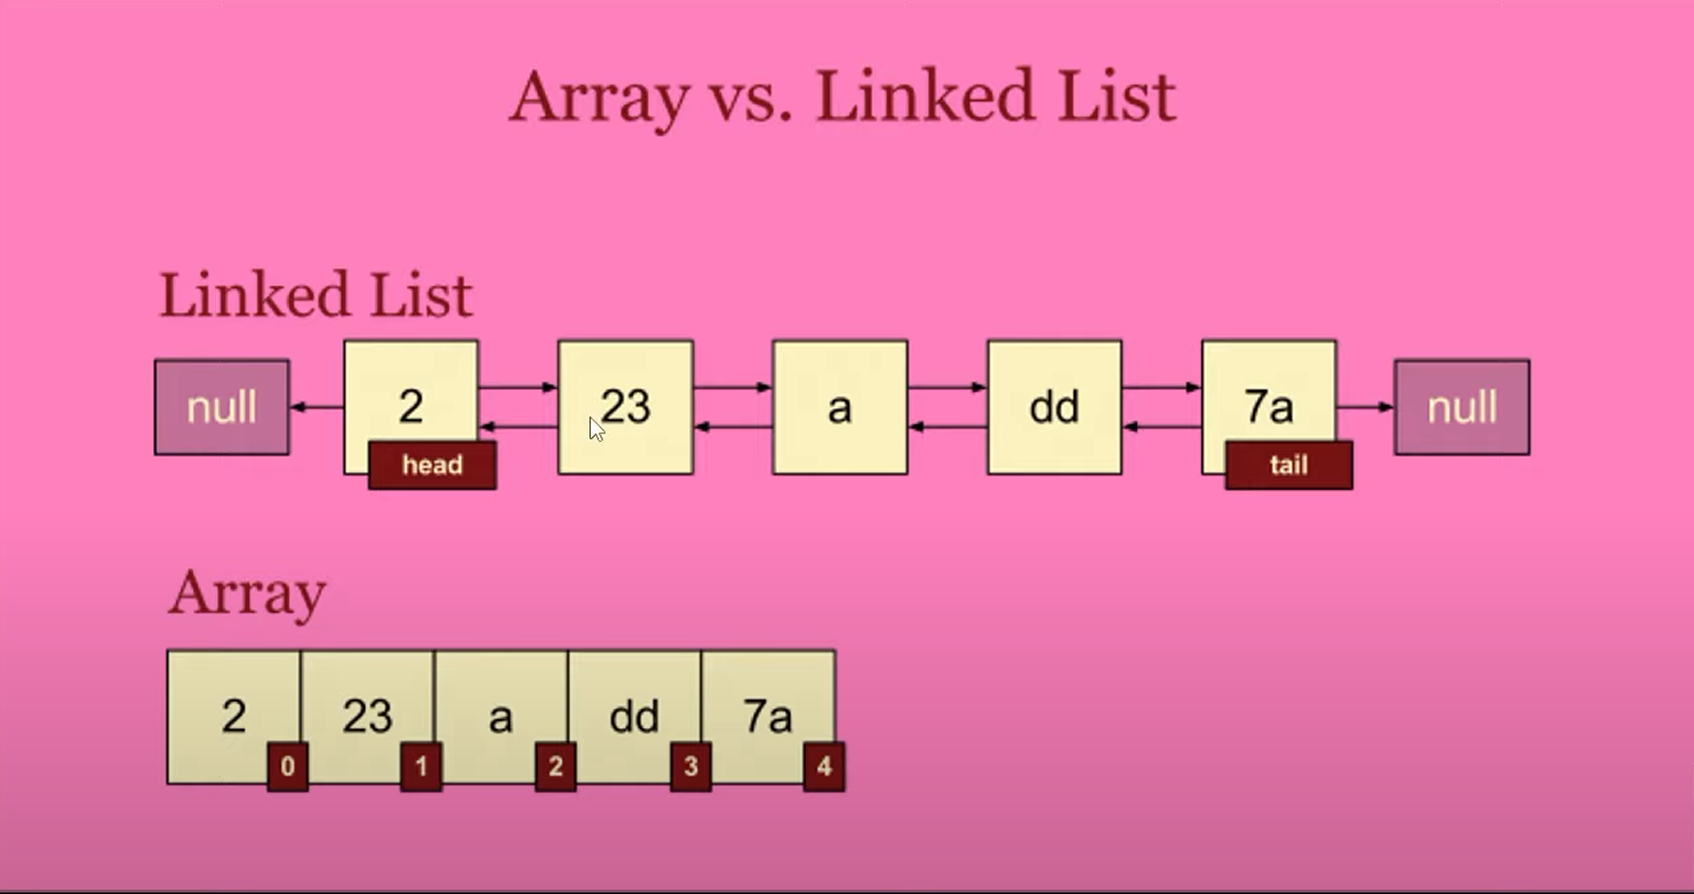 Array vs. Linked List
Linked List
null 2 23 a dd 7a null
head tail
Array
2 23 a dd 7a
0 1 2 3 4